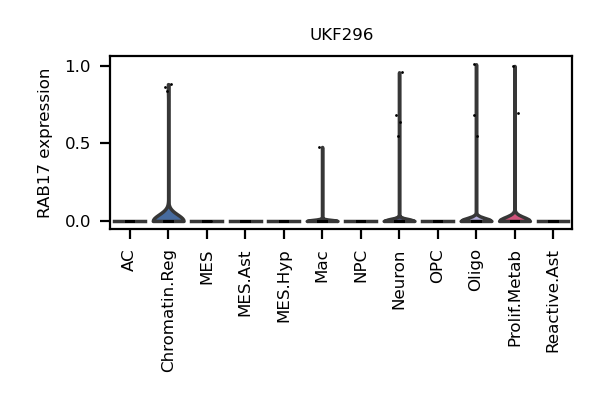 UKF296
RAB17 expression
1.0
0.5
0.0
AC
Chromatin.Reg
MES
MES.Ast
MES.Hyp
Mac
NPC
Neuron
OPC
Oligo
Prolif.Metab
Reactive.Ast